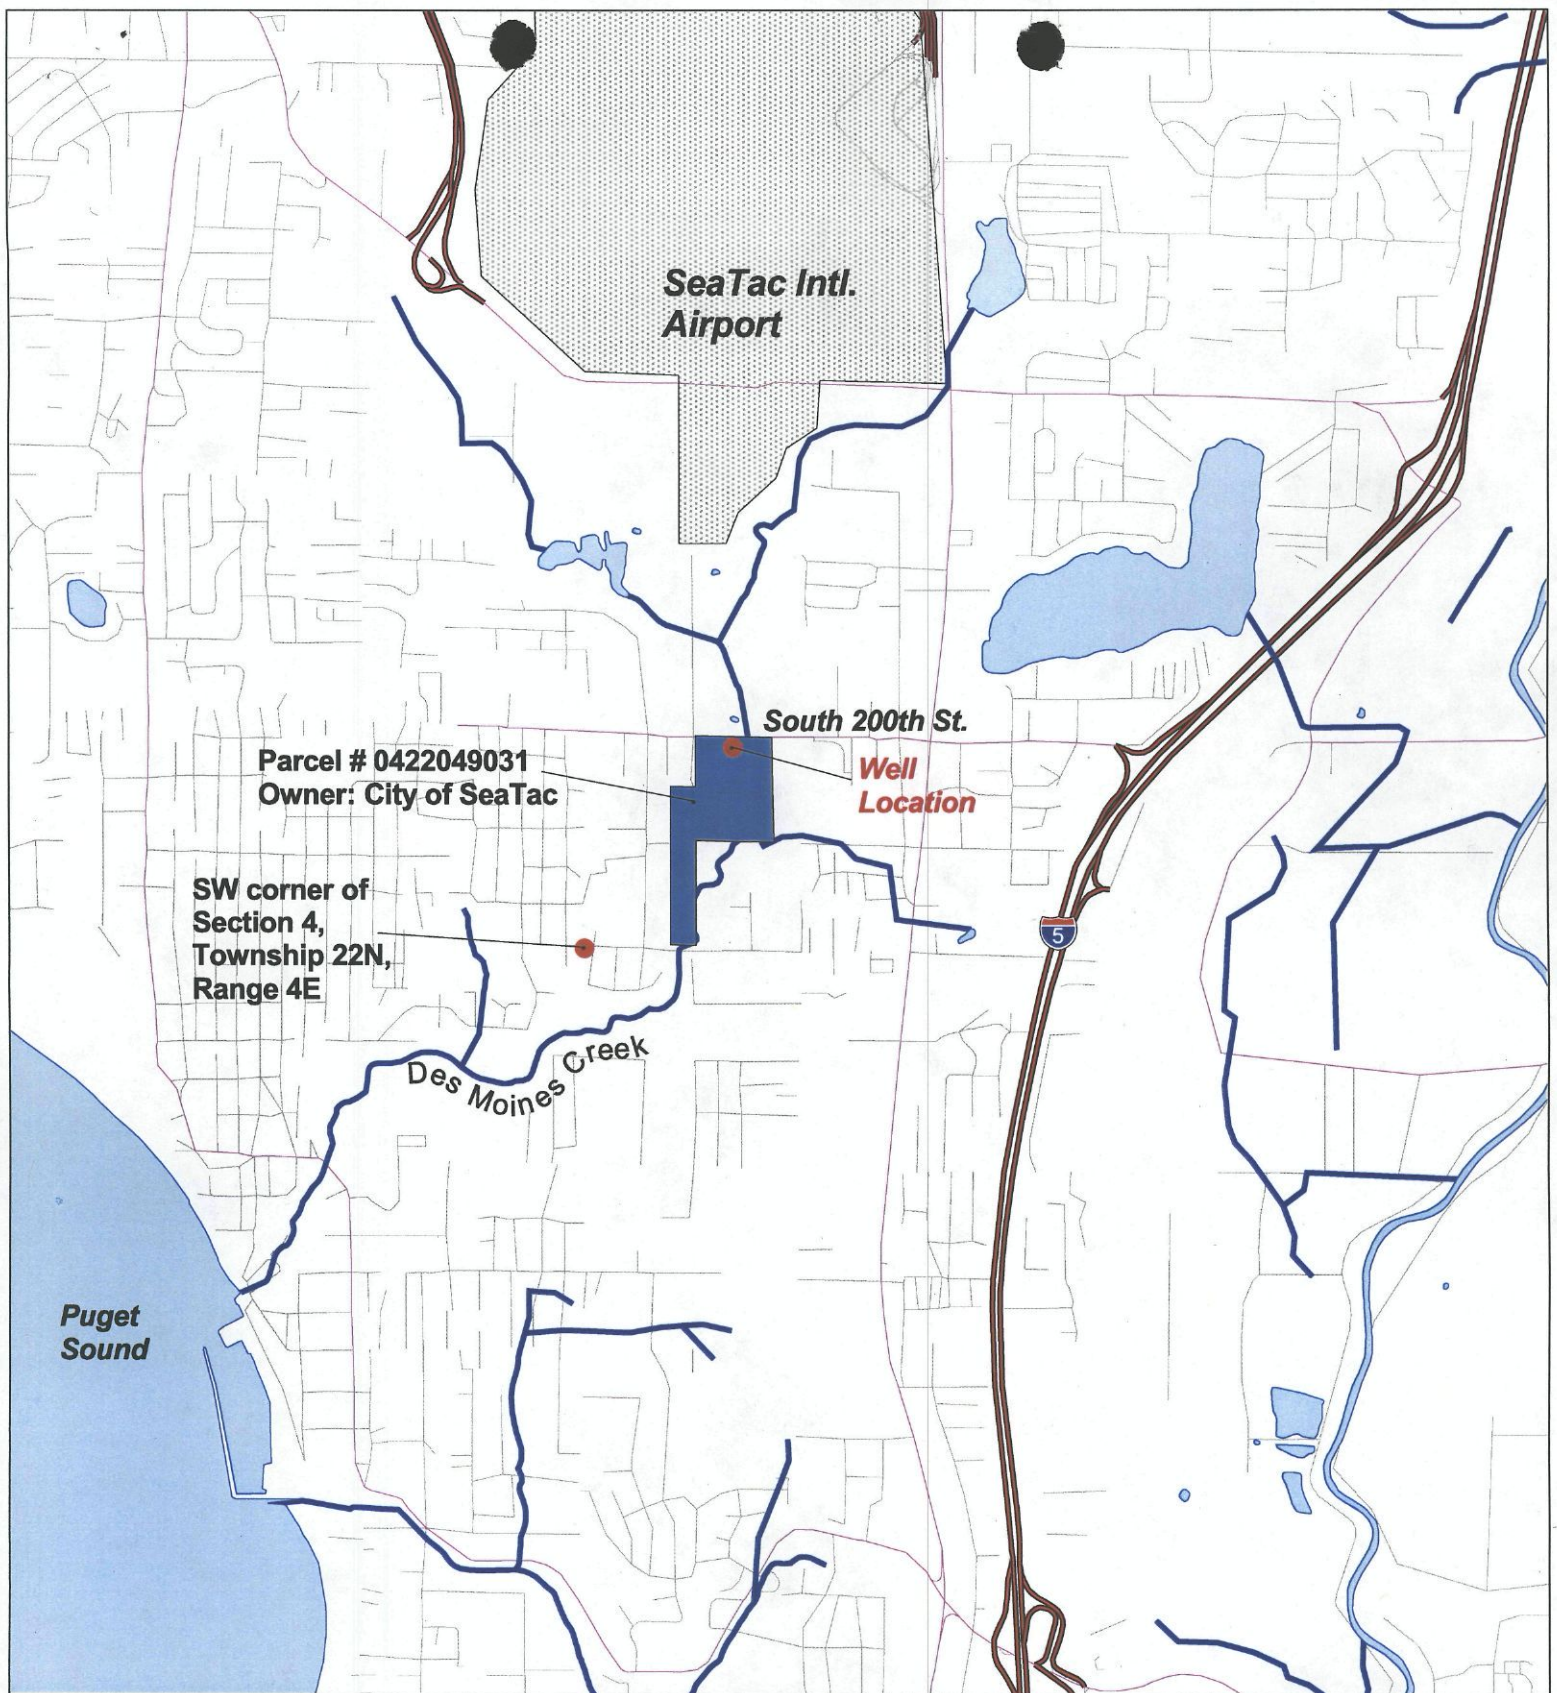 SeaTac Intl.
Airport
South 200th St.
Parcel # 0422049031
Owner: City of SeaTac
Well
Location
SW corner of
Section 4,
Township 22N,
Range 4E
5
Des Moines Creek
Puget
Sound